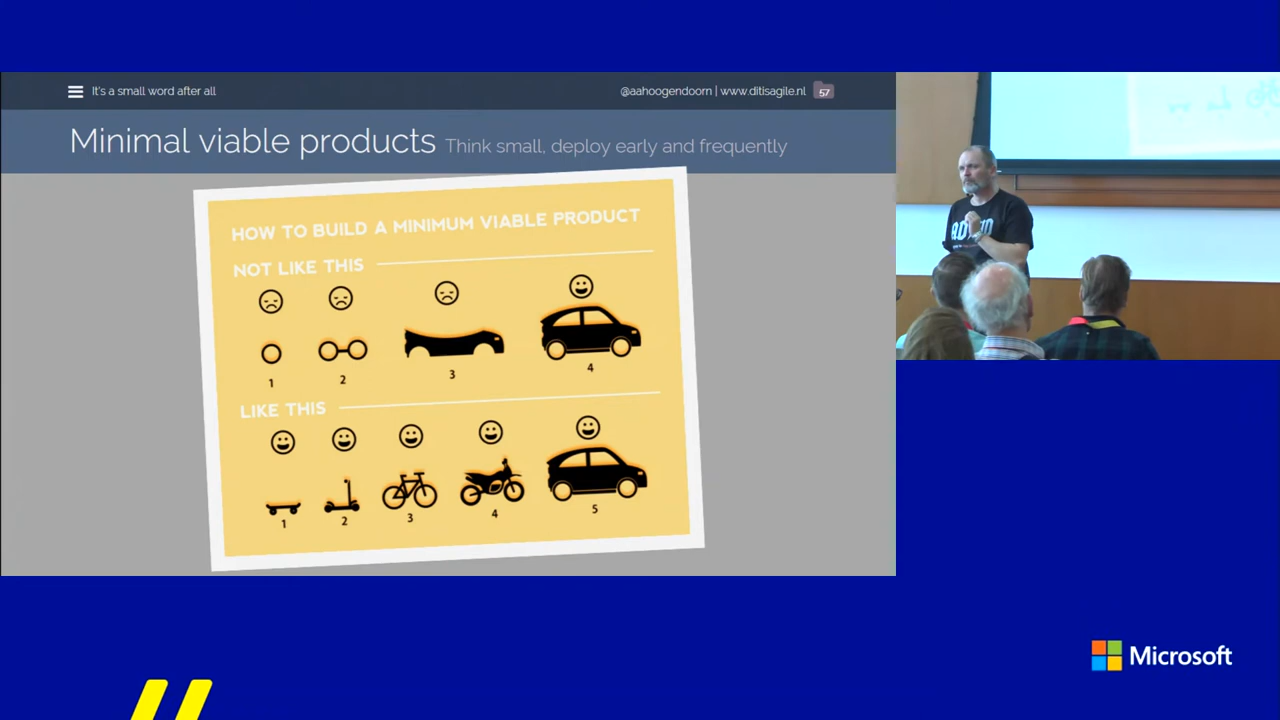 It's a small word after all
@aahoogendoorn | www.ditisagile.nl
57
Minimal viable products Think small, deploy early and frequently
HOW TO BUILD A MINIMUM VIABLE PRODUCT
NOT LIKE THIS
1
2
3
4
LIKE THIS
1
2
3
4
5
Microsoft